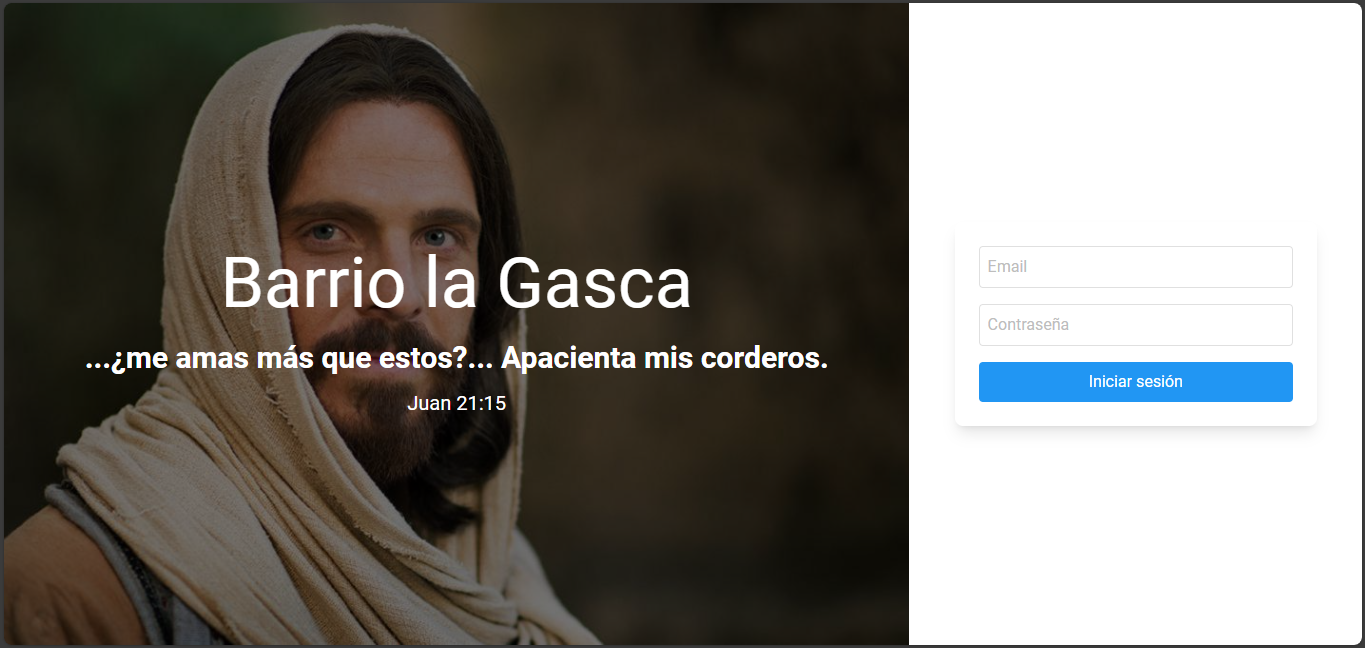 Barrio la Gasca
...¿me amas más que estos?... Apacienta mis corderos.
Juan 21:15
Email
Contraseña
Iniciar sesión